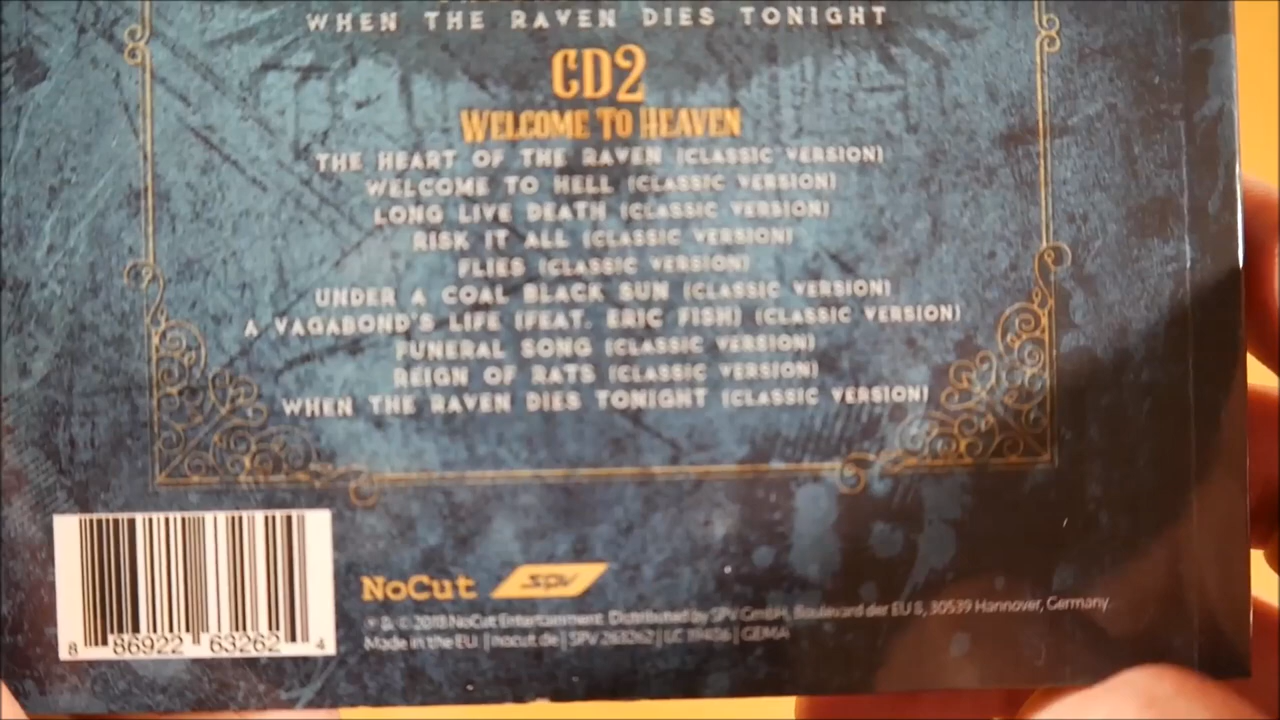 WHEN THE RAVEN DIES TONIGHT
CD2
WELCOME TO HEAVEN
THE HEART OF THE RAVEN (CLASSIC VERSION)
WELCOME TO HELL (CLASSIC VERSION)
LONG LIVE DEATH (CLASSIC VERSION)
RISK IT ALL (CLASSIC VERSION)
FLIES (CLASSIC VERSION)
UNDER A COAL BLACK SUN (CLASSIC VERSION)
A VAGABOND'S LIFE (FEAT. ERIC FISH) (CLASSIC VERSION)
FUNERAL SONG (CLASSIC VERSION)
REIGN OF RATS (CLASSIC VERSION)
WHEN THE RAVEN DIES TONIGHT (CLASSIC VERSION)
8 86922 63262 4
NoCut SPV
& © 2018 NoCut Entertainment. Distributed by SPV GmbH, Boulevard der EU 8, 30539 Hannover, Germany.
Made in the EU | nocut.de | SPV 263262 | LC 19406 | GEMA